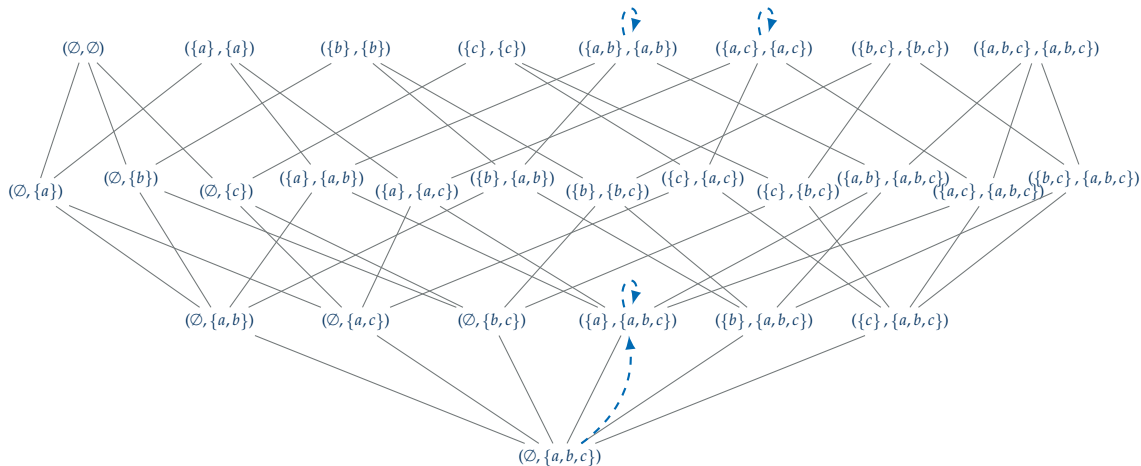 (∅,∅) ({a},{a}) ({b},{b}) ({c},{c}) ({a,b},{a,b}) ({a,c},{a,c}) ({b,c},{b,c}) ({a,b,c},{a,b,c})
(∅,{a}) (∅,{b}) (∅,{c}) ({a},{a,b}) ({a},{a,c}) ({b},{a,b}) ({b},{b,c}) ({c},{a,c}) ({c},{b,c}) ({a,b},{a,b,c}) ({a,c},{a,b,c}) ({b,c},{a,b,c})
(∅,{a,b}) (∅,{a,c}) (∅,{b,c}) ({a},{a,b,c}) ({b},{a,b,c}) ({c},{a,b,c})
(∅,{a,b,c})